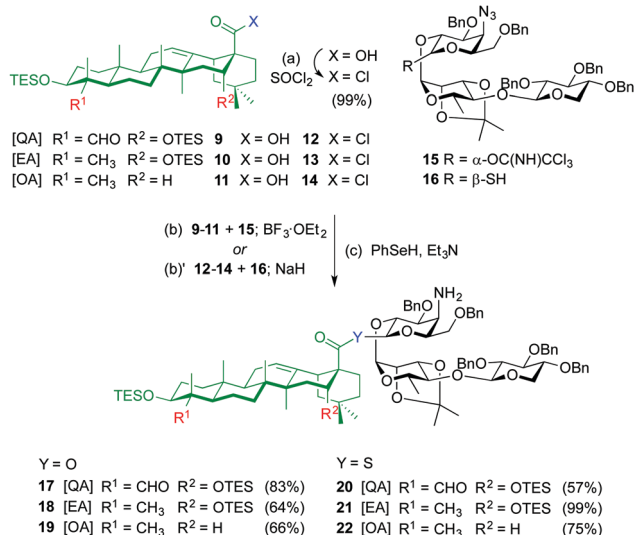 O X
TESO
R¹
R²
(a)
SOCl₂
X = OH
X = Cl
(99%)
N₃
BnO
OBn
O
R
O
O
O
O
BnO
OBn
O
OBn
O
O
[QA] R¹ = CHO R² = OTES 9 X = OH 12 X = Cl
[EA] R¹ = CH₃ R² = OTES 10 X = OH 13 X = Cl
[OA] R¹ = CH₃ R² = H 11 X = OH 14 X = Cl
15 R = α-OC(NH)CCl₃
16 R = β-SH
(b) 9-11 + 15; BF₃·OEt₂
or
(b)' 12-14 + 16; NaH
(c) PhSeH, Et₃N
O Y
TESO
R¹
R²
NH₂
BnO
OBn
O
O
O
O
O
BnO
OBn
O
OBn
O
O
Y = O
17 [QA] R¹ = CHO R² = OTES (83%)
18 [EA] R¹ = CH₃ R² = OTES (64%)
19 [OA] R¹ = CH₃ R² = H (66%)
Y = S
20 [QA] R¹ = CHO R² = OTES (57%)
21 [EA] R¹ = CH₃ R² = OTES (99%)
22 [OA] R¹ = CH₃ R² = H (75%)